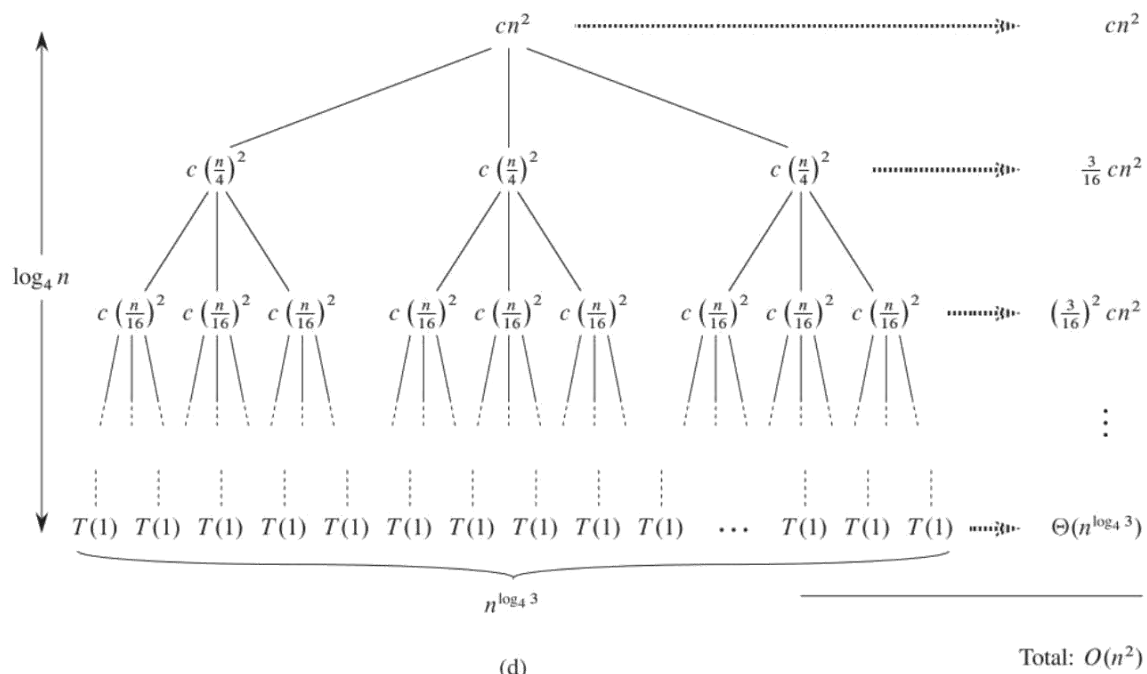 cn² cn²
c (n/4)² c (n/4)² c (n/4)² 3/16 cn²
log₄ n
c (n/16)² c (n/16)² c (n/16)² c (n/16)² c (n/16)² c (n/16)² c (n/16)² c (n/16)² c (n/16)² (3/16)² cn²
⋮
T(1) T(1) T(1) T(1) T(1) T(1) T(1) T(1) T(1) T(1) ... T(1) T(1) T(1) Θ(n^{log₄ 3})
n^{log₄ 3}
(d)
Total: O(n²)